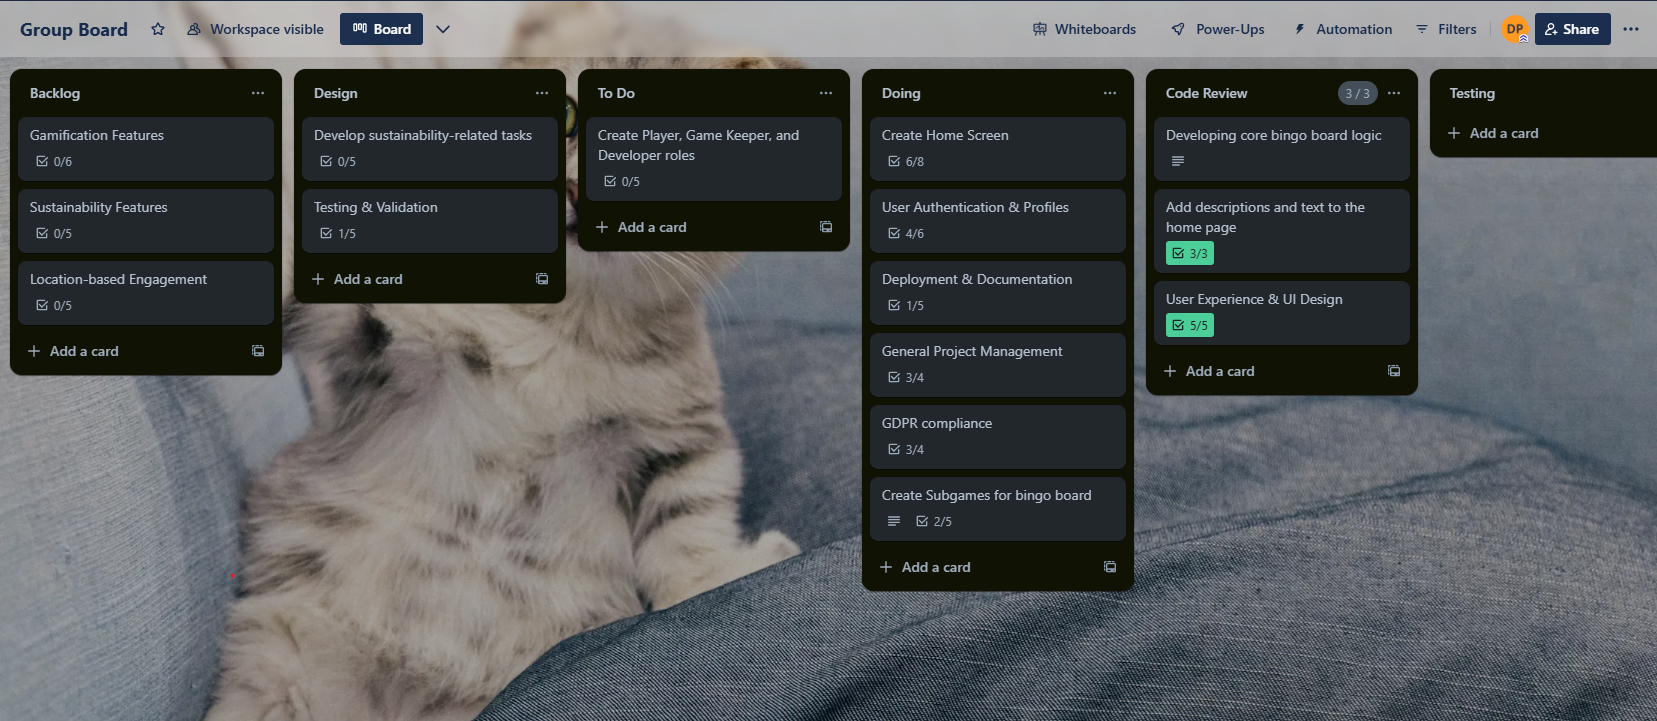 Group Board
Workspace visible
Board
Whiteboards
Power-Ups
Automation
Filters
DP
Share
Backlog
Gamification Features
0/6
Sustainability Features
0/5
Location-based Engagement
0/5
Add a card
Design
Develop sustainability-related tasks
0/5
Testing & Validation
1/5
Add a card
To Do
Create Player, Game Keeper, and
Developer roles
0/5
Add a card
Doing
Create Home Screen
6/8
User Authentication & Profiles
4/6
Deployment & Documentation
1/5
General Project Management
3/4
GDPR compliance
3/4
Create Subgames for bingo board
2/5
Add a card
Code Review
3 / 3
Developing core bingo board logic
Add descriptions and text to the
home page
3/3
User Experience & UI Design
5/5
Add a card
Testing
Add a card